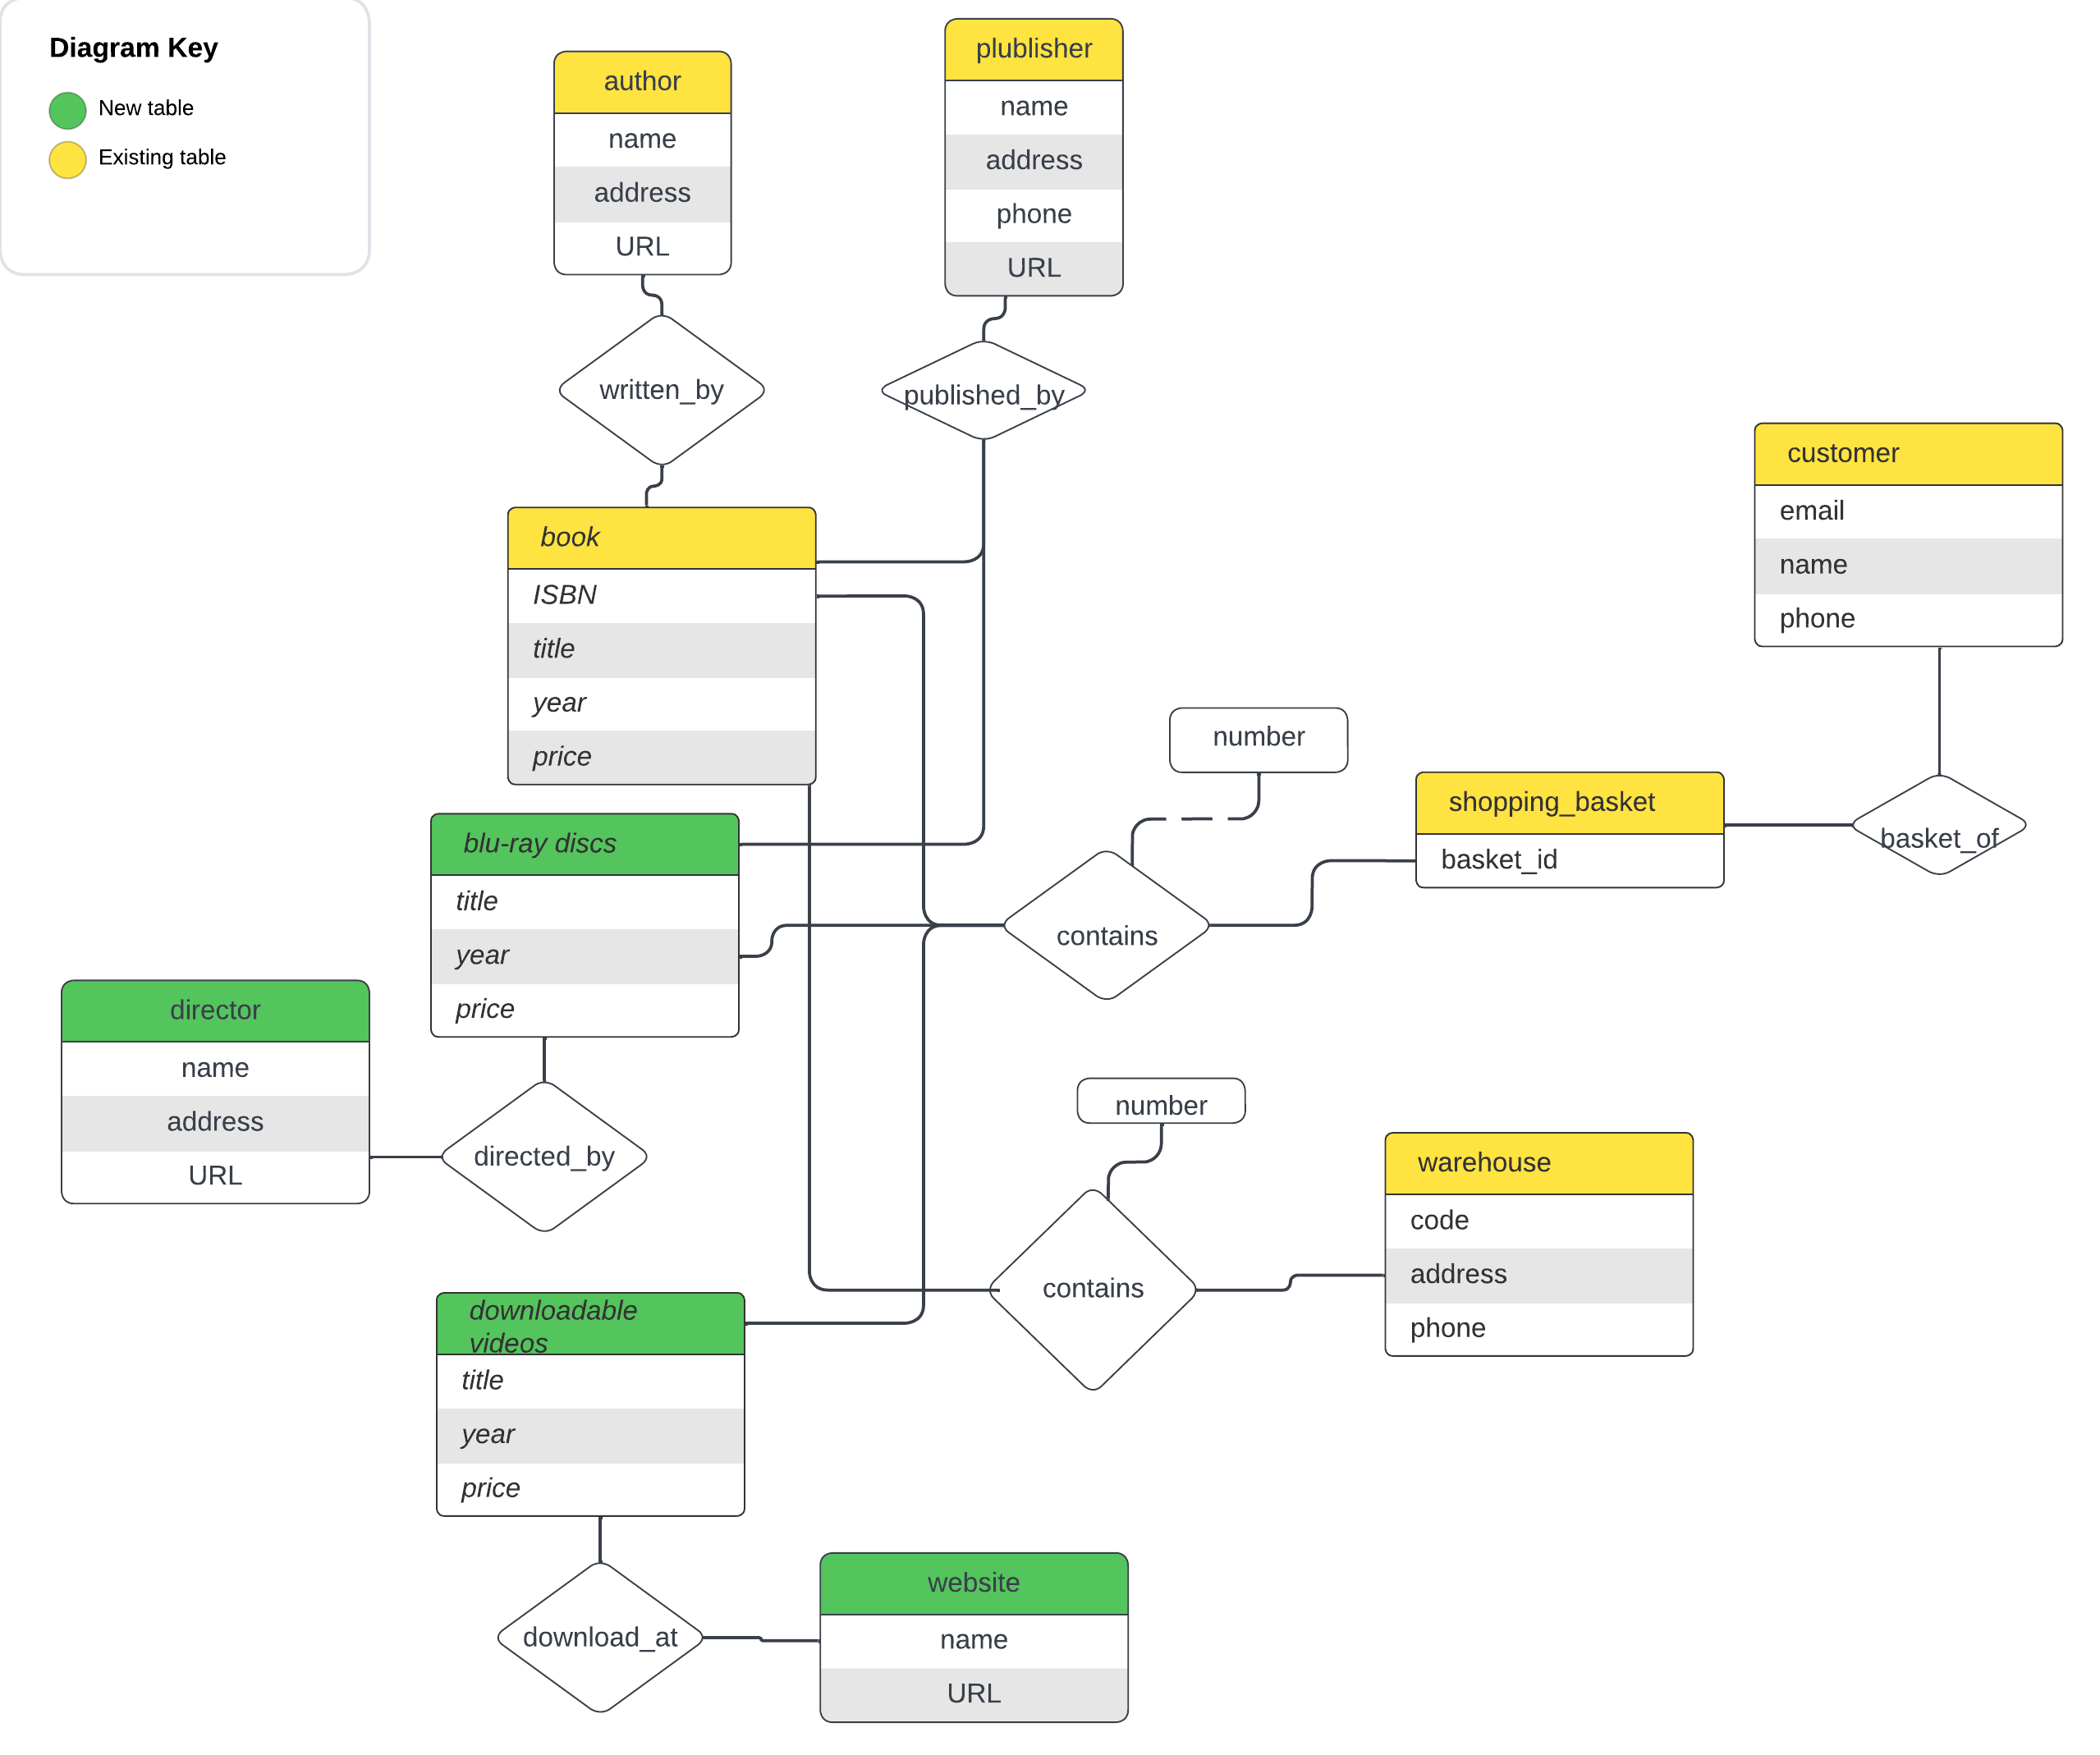 Diagram Key
New table
Existing table
author
name
address
URL
plublisher
name
address
phone
URL
written_by
published_by
customer
email
name
phone
book
ISBN
title
year
price
number
shopping_basket
basket_id
basket_of
blu-ray discs
title
year
price
contains
director
name
address
URL
directed_by
number
contains
warehouse
code
address
phone
downloadable
videos
title
year
price
download_at
website
name
URL